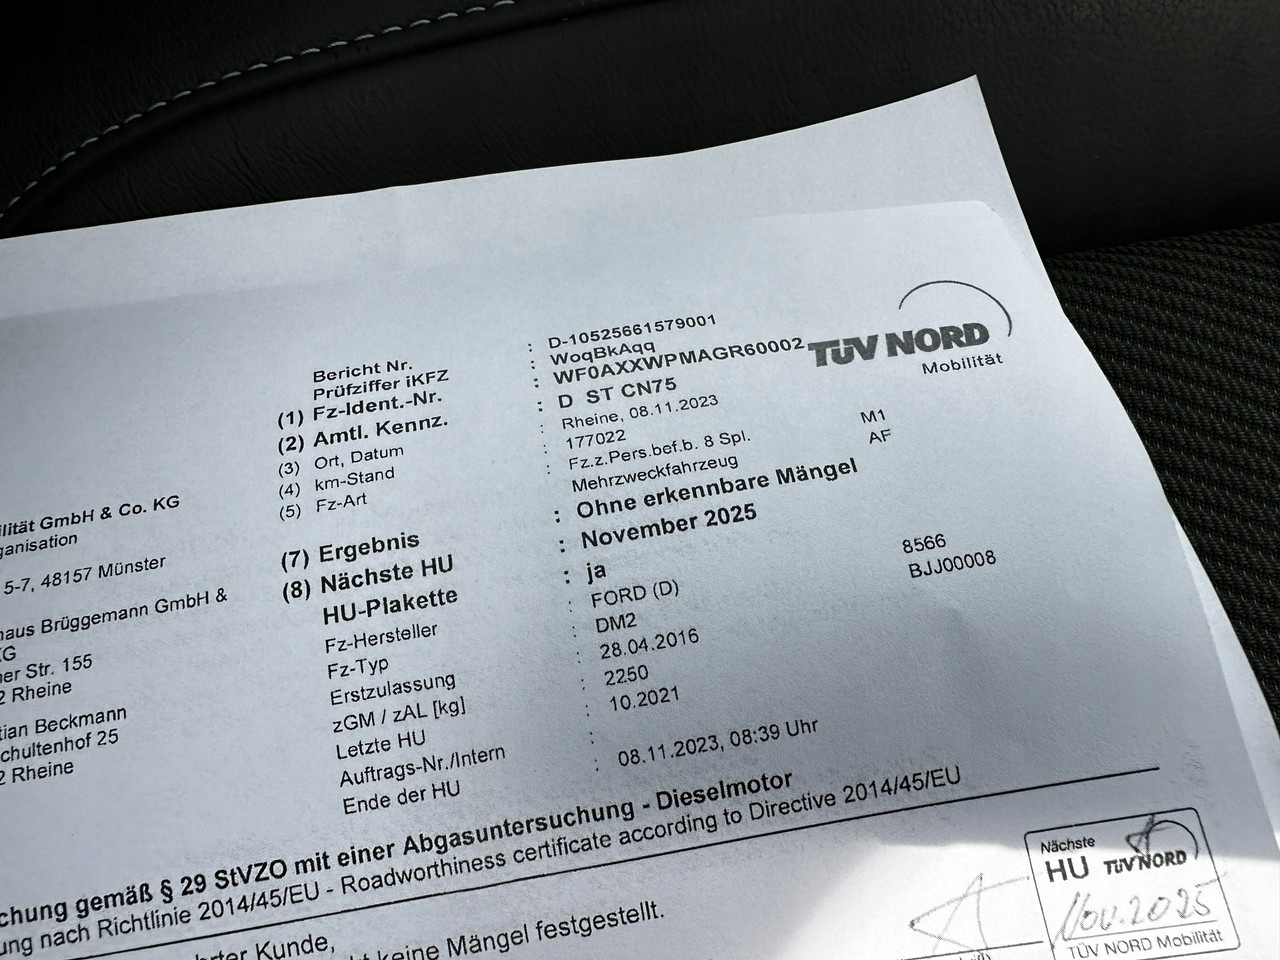 TÜV NORD
Mobilität
Bericht Nr. : D-10525661579001
Prüfziffer iKFZ : WoqBkAqq
(1) Fz-Ident.-Nr. : WF0AXXWPMAGR60002
(2) Amtl. Kennz. : D ST CN75
(3) Ort, Datum : Rheine, 08.11.2023
(4) km-Stand : 177022
(5) Fz-Art : Fz.z.Pers.bef.b. 8 Spl. M1
Mehrzweckfahrzeug AF
(7) Ergebnis : Ohne erkennbare Mängel
(8) Nächste HU : November 2025
HU-Plakette : ja
Fz-Hersteller : FORD (D) 8566
Fz-Typ : DM2 BJJ00008
Erstzulassung : 28.04.2016
zGM / zAL [kg] : 2250
Letzte HU : 10.2021
Auftrags-Nr./Intern :
Ende der HU : 08.11.2023, 08:39 Uhr
ilität GmbH & Co. KG
ganisation
5-7, 48157 Münster
haus Brüggemann GmbH &
KG
er Str. 155
2 Rheine
tian Beckmann
chultenhof 25
2 Rheine
chung gemäß § 29 StVZO mit einer Abgasuntersuchung - Dieselmotor
ung nach Richtlinie 2014/45/EU - Roadworthiness certificate according to Directive 2014/45/EU
hrter Kunde,
keine Mängel festgestellt.
Nächste
HU TÜV NORD
Nov. 2025
TÜV NORD Mobilität